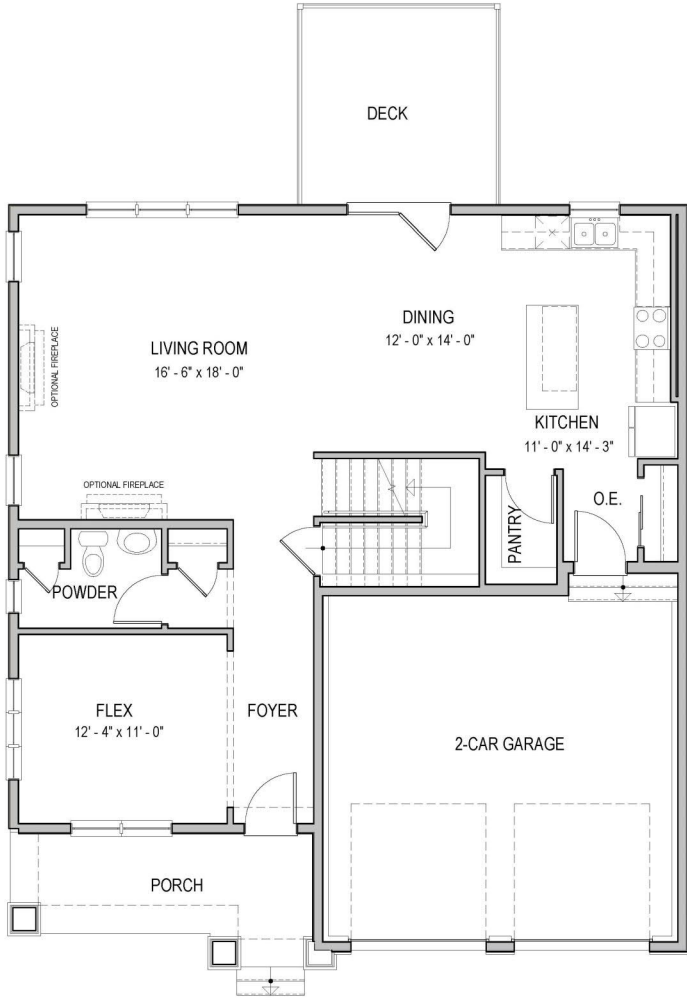 DECK
DINING
12' - 0" x 14' - 0"
LIVING ROOM
16' - 6" x 18' - 0"
OPTIONAL FIREPLACE
KITCHEN
11' - 0" x 14' - 3"
OPTIONAL FIREPLACE
O.E.
PANTRY
POWDER
FLEX
12' - 4" x 11' - 0"
FOYER
2-CAR GARAGE
PORCH